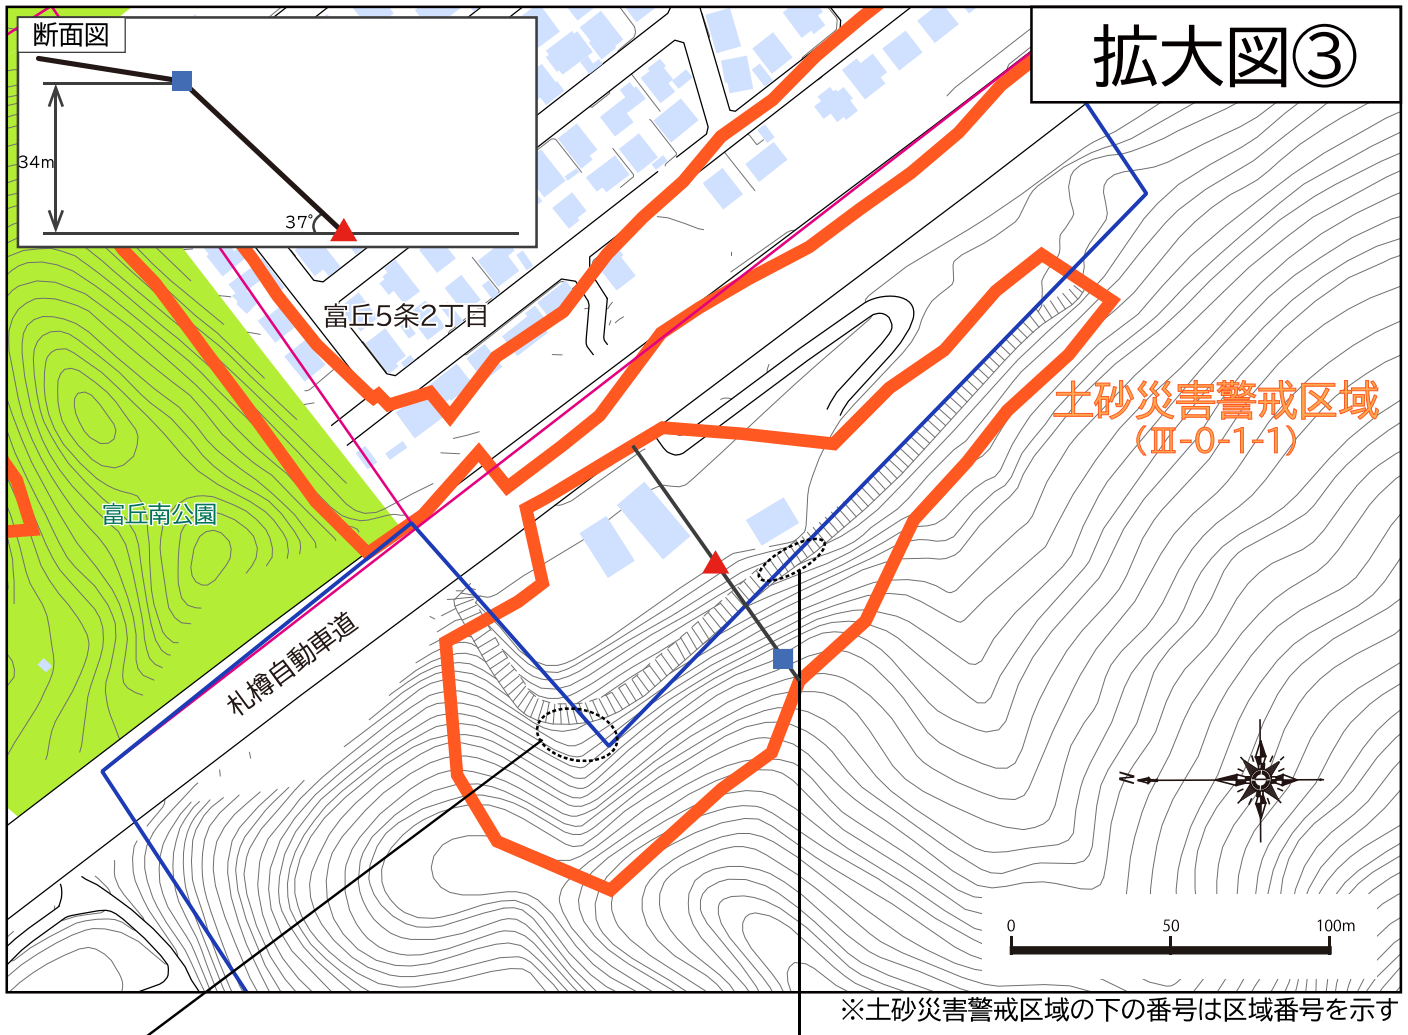 断面図
34m
37°
拡大図③
富丘5条2丁目
土砂災害警戒区域
(Ⅲ-0-1-1)
富丘南公園
札樽自動車道
N
0 50 100m
※土砂災害警戒区域の下の番号は区域番号を示す